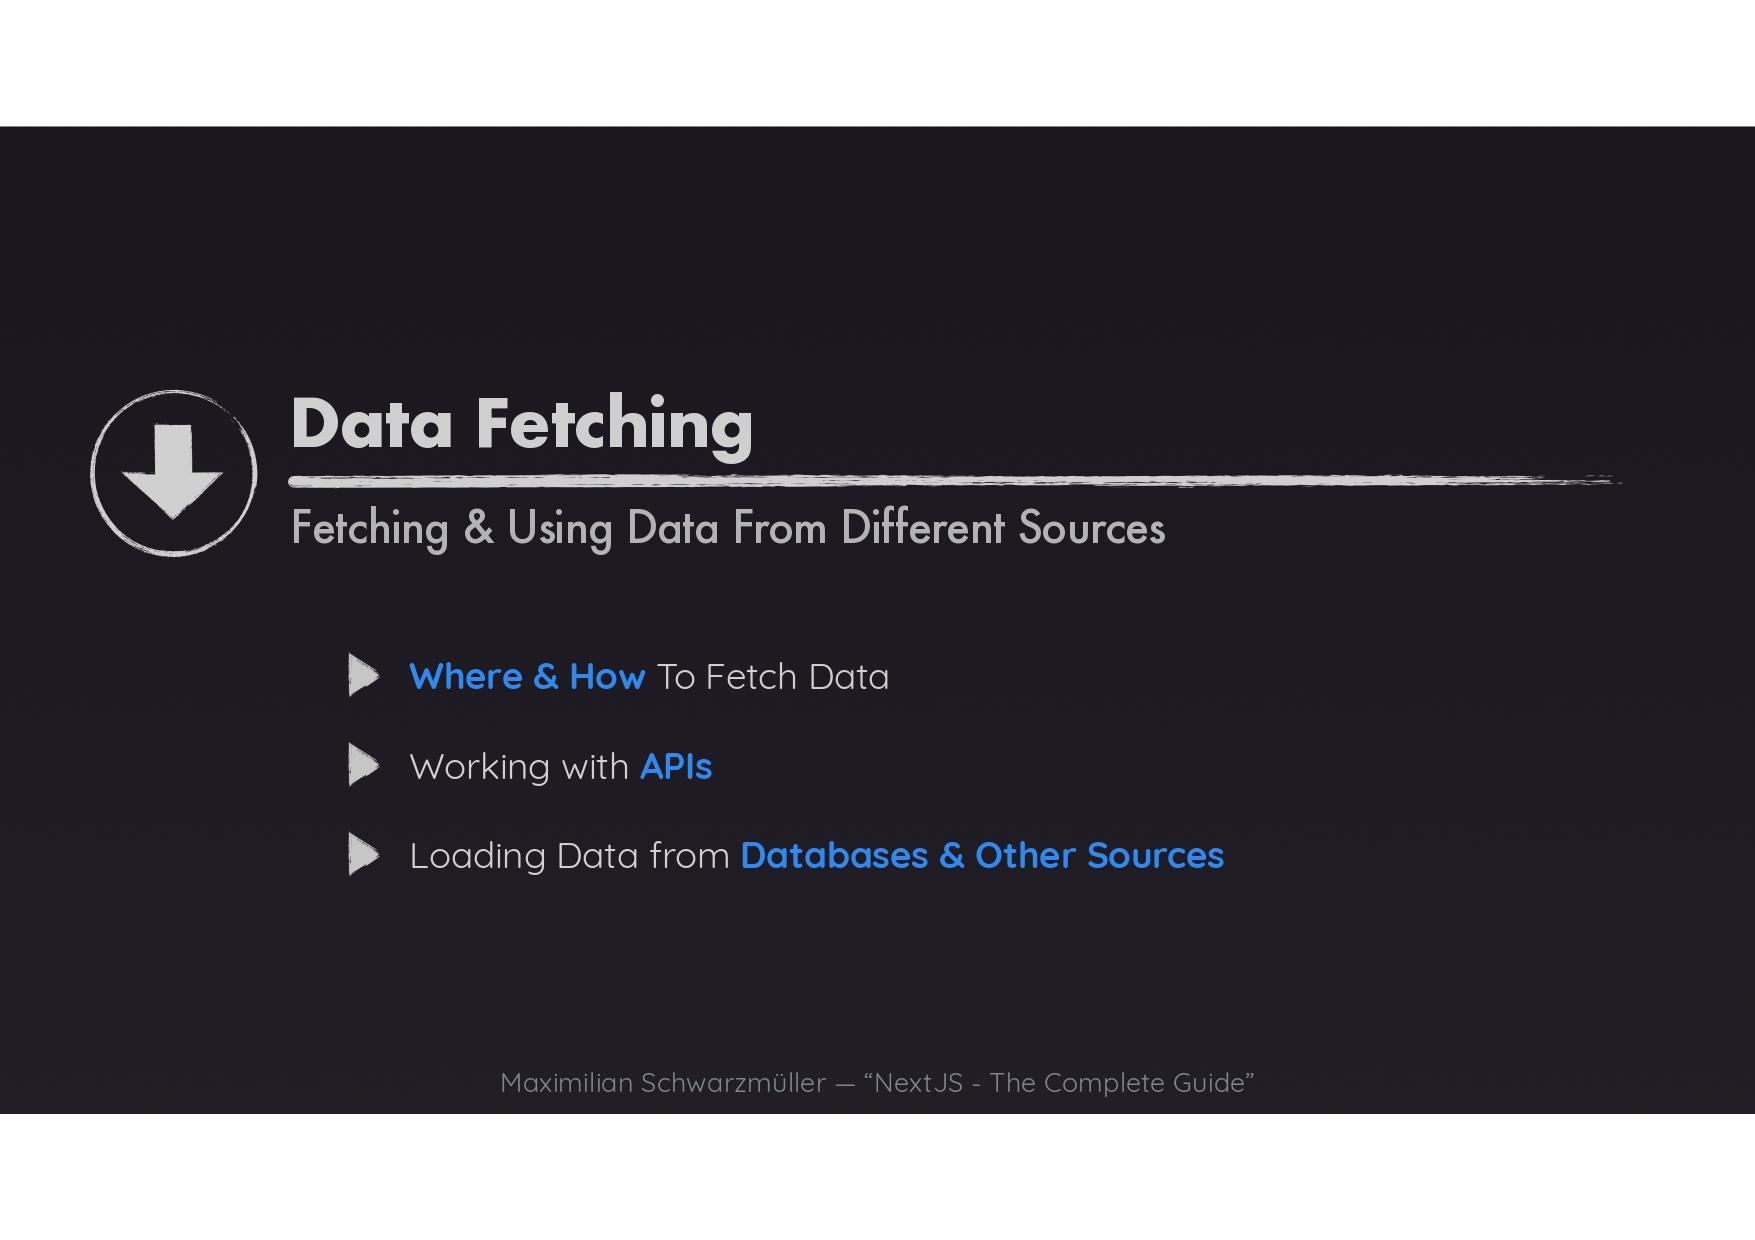 Data Fetching
Fetching & Using Data From Different Sources
Where & How To Fetch Data
Working with APIs
Loading Data from Databases & Other Sources
Maximilian Schwarzmüller — “NextJS - The Complete Guide”